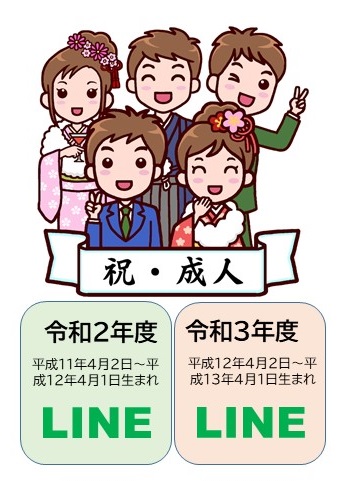 祝・成人
令和2年度
平成11年4月2日～平
成12年4月1日生まれ
LINE
令和3年度
平成12年4月2日～平
成13年4月1日生まれ
LINE